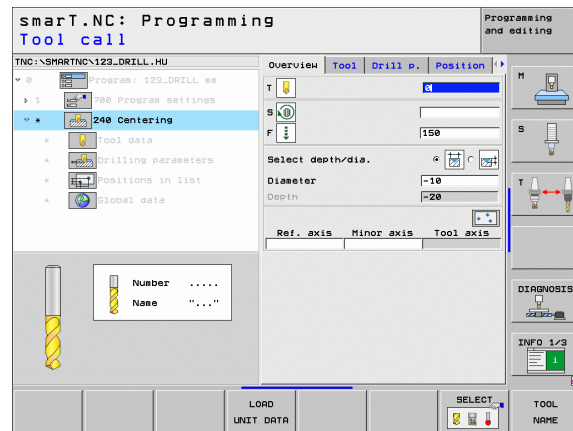 smarT.NC: Programming
Tool call
Programming
and editing
TNC:\SMARTNC\123_DRILL.HU
0 Program: 123_DRILL mm
1 700 Program settings
* 240 Centering
* Tool data
* Drilling parameters
* Positions in list
* Global data
Overview Tool Drill p. Position
T 0
S
F 150
Select depth/dia.
Diameter -10
Depth -20
Ref. axis Minor axis Tool axis
Number .....
Name "..."
M
S
T
DIAGNOSIS
INFO 1/3
LOAD
UNIT DATA
SELECT
TOOL
NAME